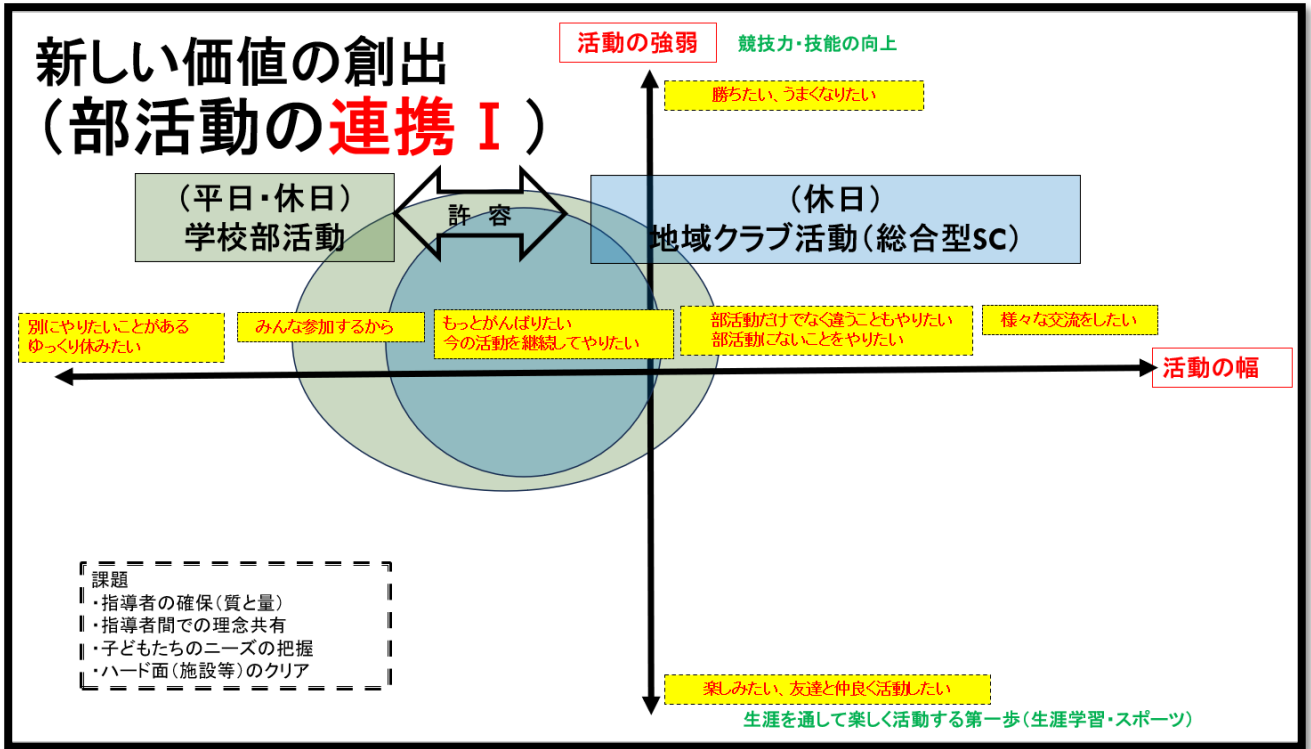 新しい価値の創出
（部活動の連携Ⅰ）
活動の強弱
競技力・技能の向上
勝ちたい、うまくなりたい
（平日・休日）
学校部活動
許 容
（休日）
地域クラブ活動（総合型SC）
別にやりたいことがある
ゆっくり休みたい
みんな参加するから
もっとがんばりたい
今の活動を継続してやりたい
部活動だけでなく違うこともやりたい
部活動にないことをやりたい
様々な交流をしたい
活動の幅
課題
・指導者の確保（質と量）
・指導者間での理念共有
・子どもたちのニーズの把握
・ハード面（施設等）のクリア
楽しみたい、友達と仲良く活動したい
生涯を通して楽しく活動する第一歩（生涯学習・スポーツ）